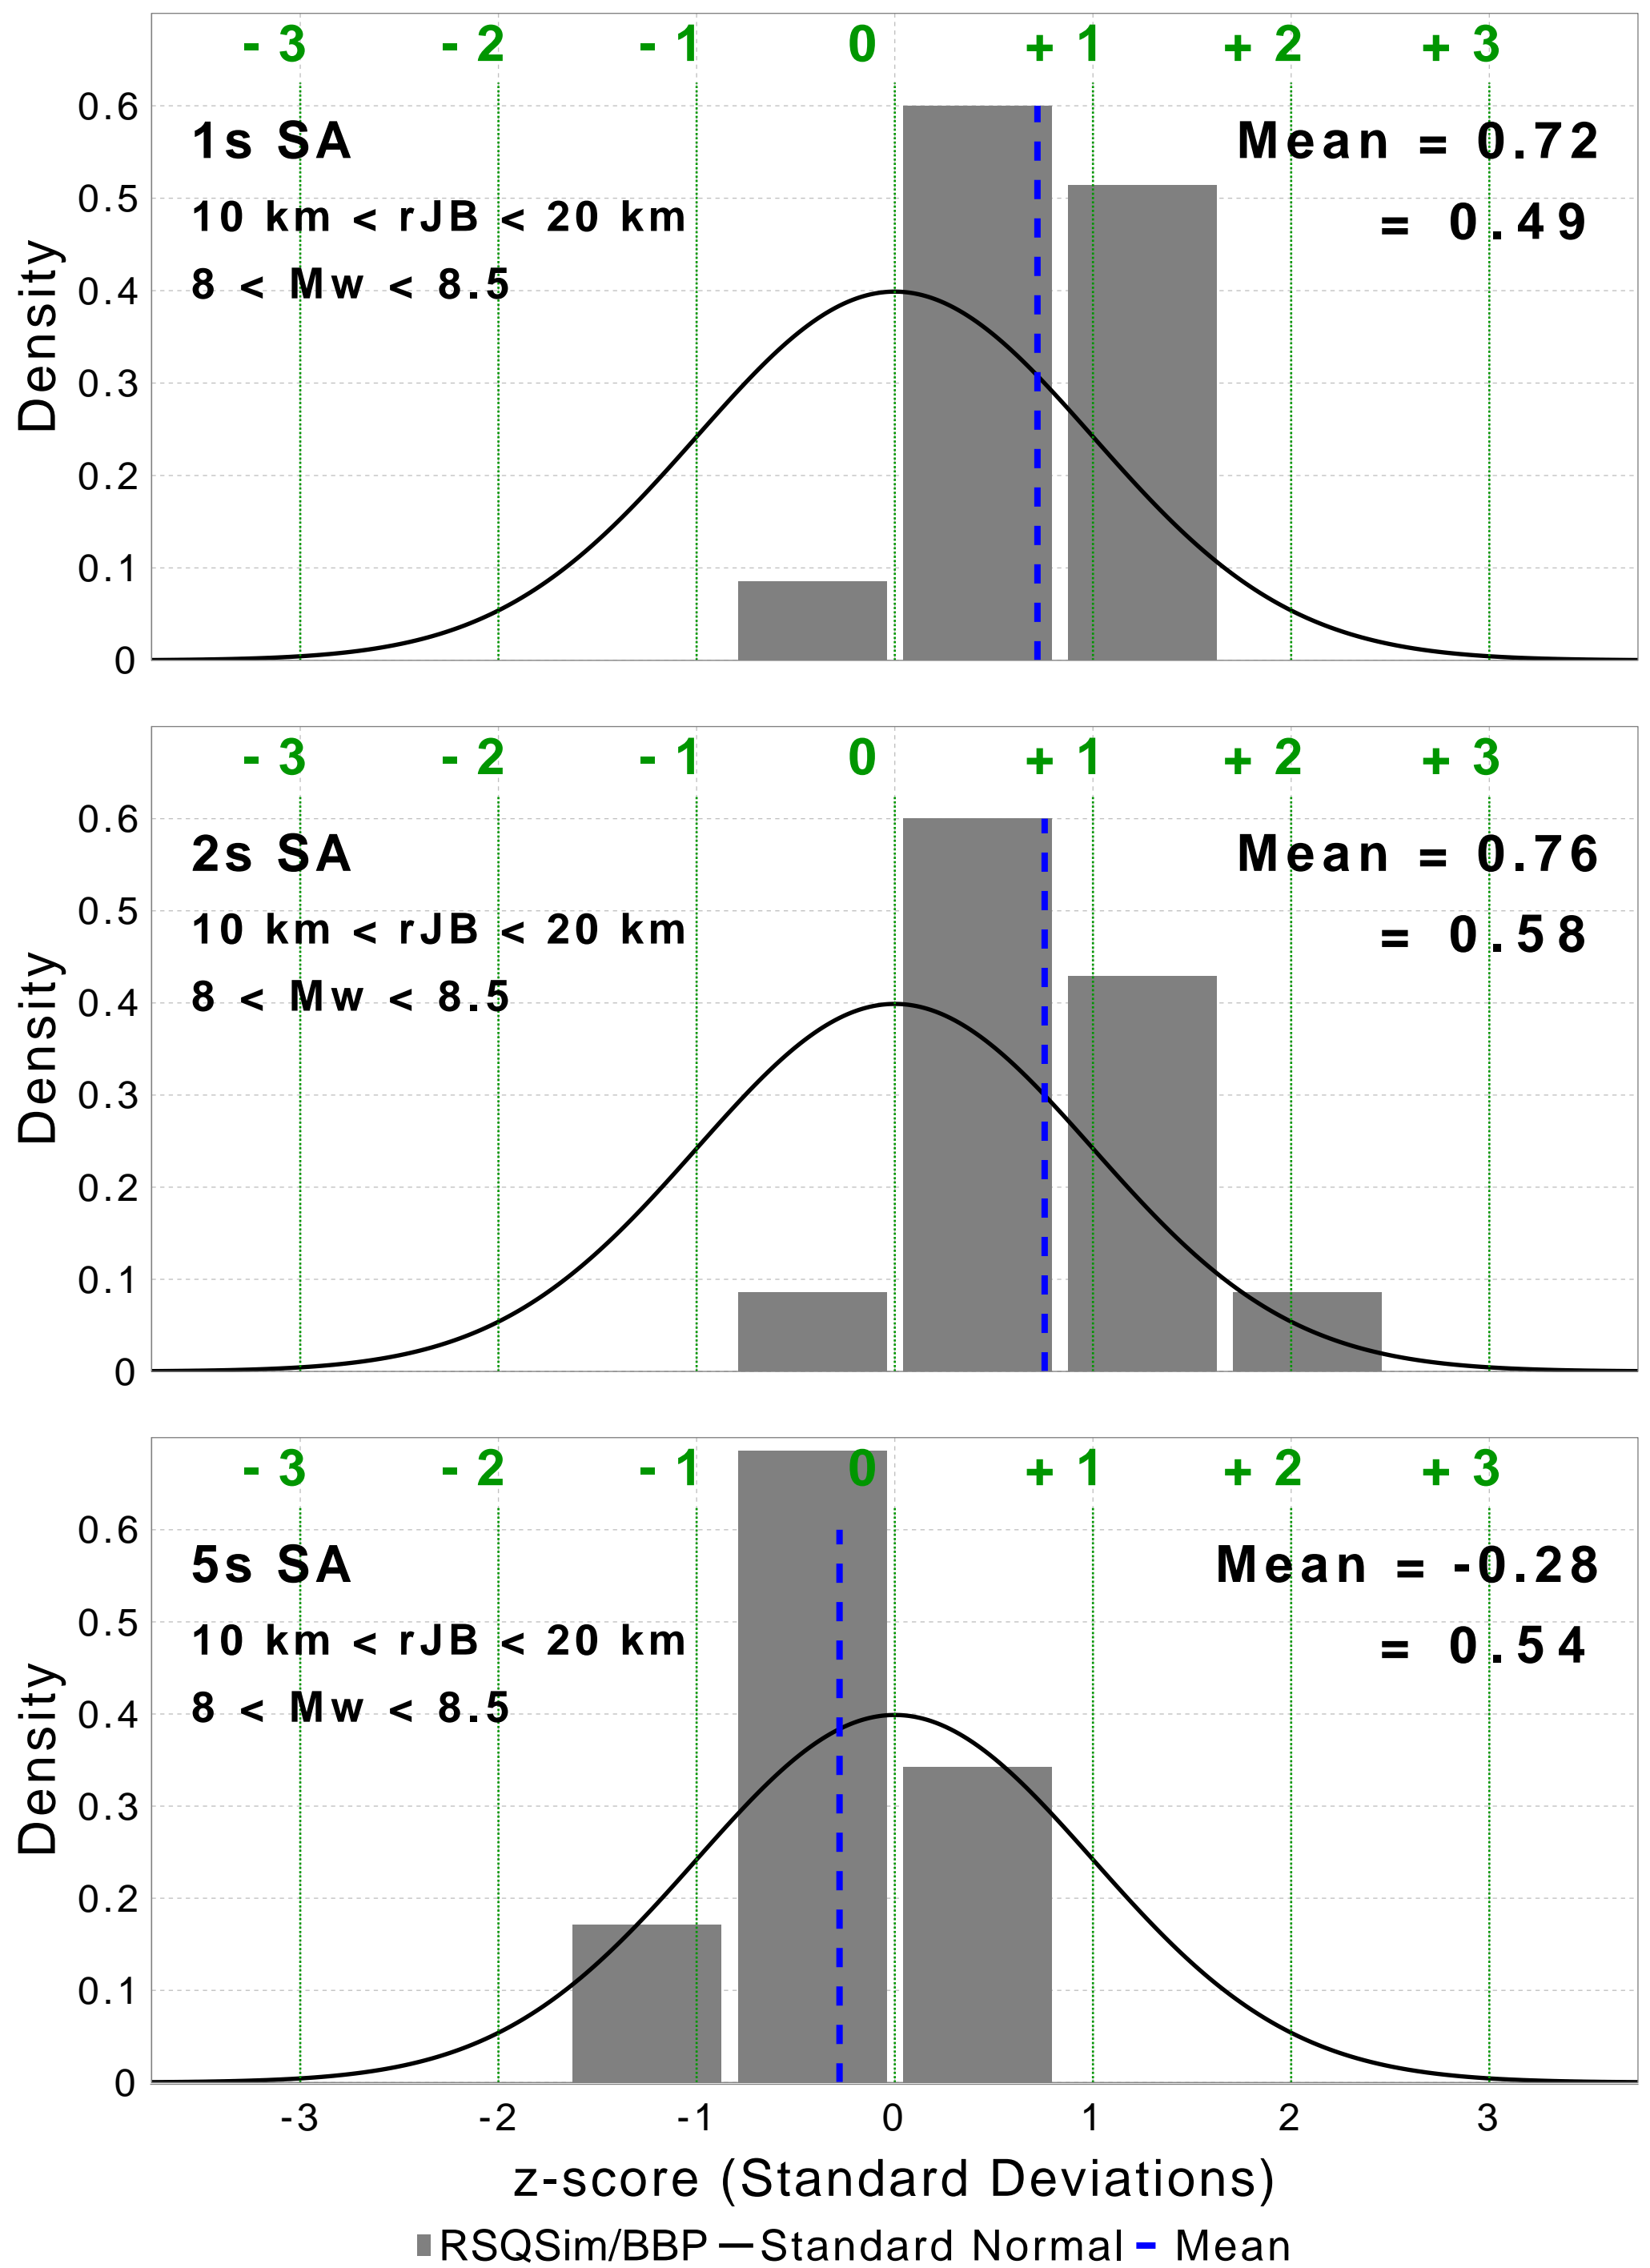 - 3 - 2 - 1 0 + 1 + 2 + 3
0.6
0.5
0.4
0.3
0.2
0.1
0
Density
1s SA
10 km < rJB < 20 km
8 < Mw < 8.5
Mean = 0.72
= 0.49
- 3 - 2 - 1 0 + 1 + 2 + 3
0.6
0.5
0.4
0.3
0.2
0.1
0
Density
2s SA
10 km < rJB < 20 km
8 < Mw < 8.5
Mean = 0.76
= 0.58
- 3 - 2 - 1 0 + 1 + 2 + 3
0.6
0.5
0.4
0.3
0.2
0.1
0
Density
5s SA
10 km < rJB < 20 km
8 < Mw < 8.5
Mean = -0.28
= 0.54
-3 -2 -1 0 1 2 3
z-score (Standard Deviations)
RSQSim/BBP Standard Normal Mean